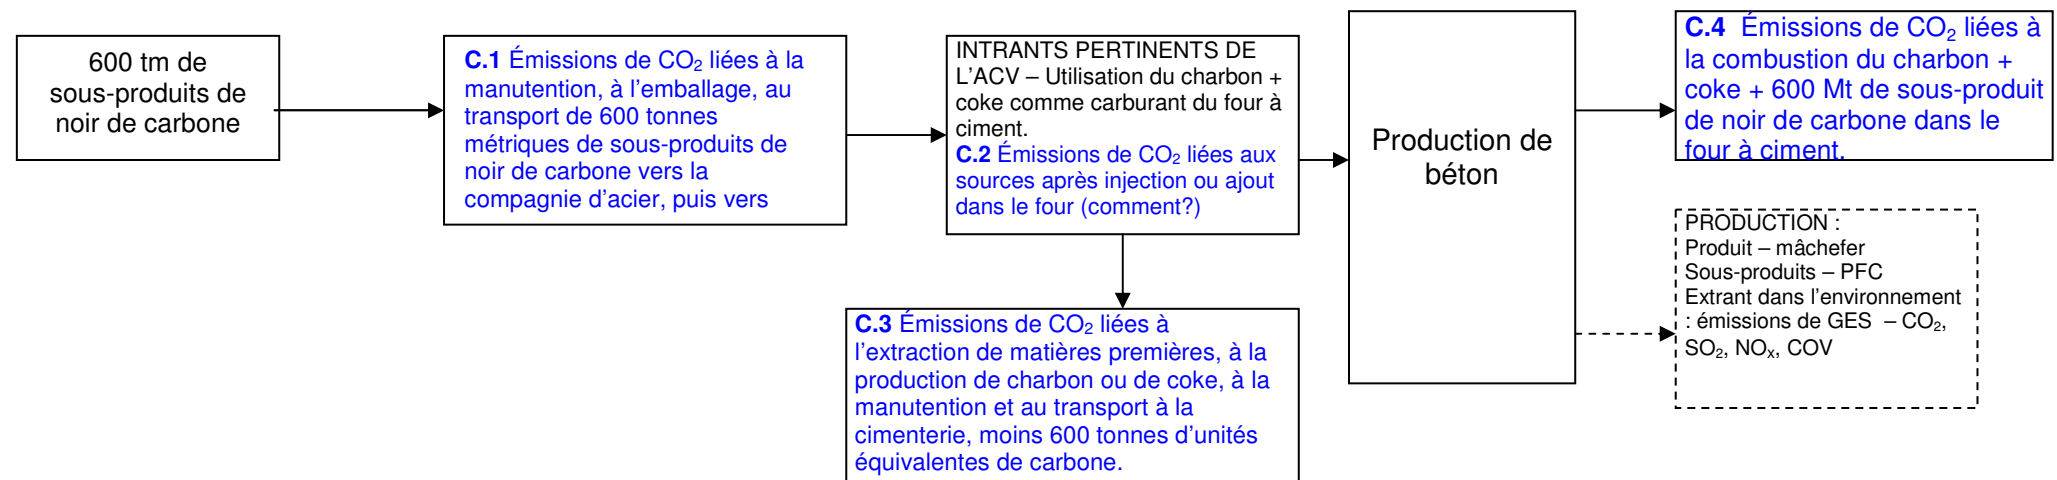 600 tm de
sous-produits de
noir de carbone
C.1 Émissions de CO₂ liées à la
manutention, à l'emballage, au
transport de 600 tonnes
métriques de sous-produits de
noir de carbone vers la
compagnie d'acier, puis vers
INTRANTS PERTINENTS DE
L'ACV – Utilisation du charbon +
coke comme carburant du four à
ciment.
C.2 Émissions de CO₂ liées aux
sources après injection ou ajout
dans le four (comment?)
C.3 Émissions de CO₂ liées à
l'extraction de matières premières, à la
production de charbon ou de coke, à la
manutention et au transport à la
cimenterie, moins 600 tonnes d'unités
équivalentes de carbone.
Production de
béton
C.4 Émissions de CO₂ liées à
la combustion du charbon +
coke + 600 Mt de sous-produit
de noir de carbone dans le
four à ciment.
PRODUCTION :
Produit – mâchefer
Sous-produits – PFC
Extrant dans l'environnement
: émissions de GES – CO₂,
SO₂, NOₓ, COV